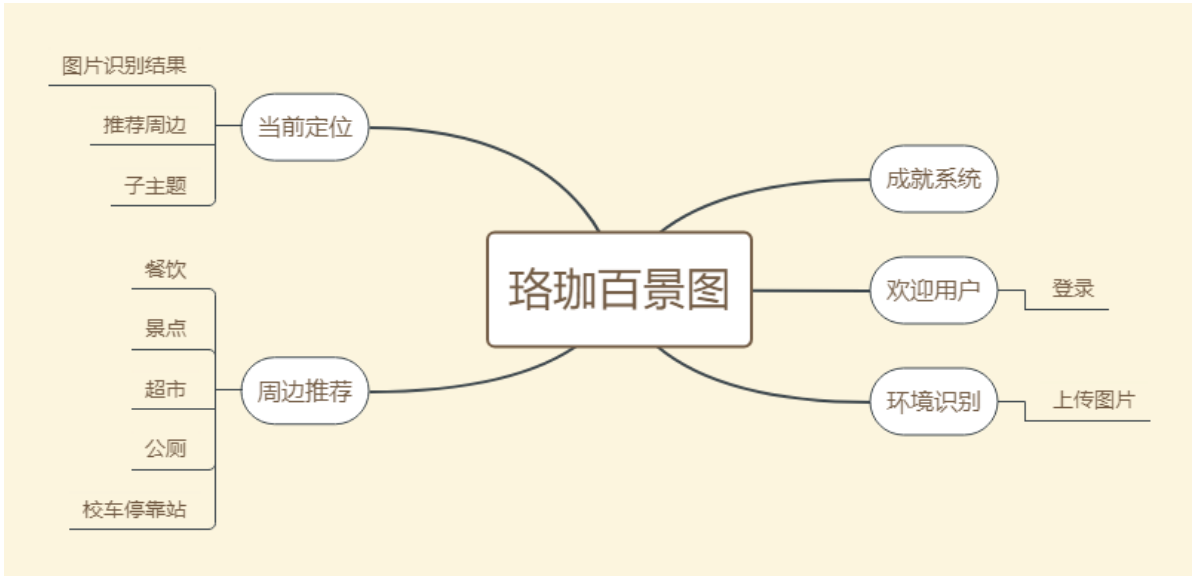 珞珈百景图
成就系统
欢迎用户
登录
环境识别
上传图片
当前定位
图片识别结果
推荐周边
子主题
周边推荐
餐饮
景点
超市
公厕
校车停靠站